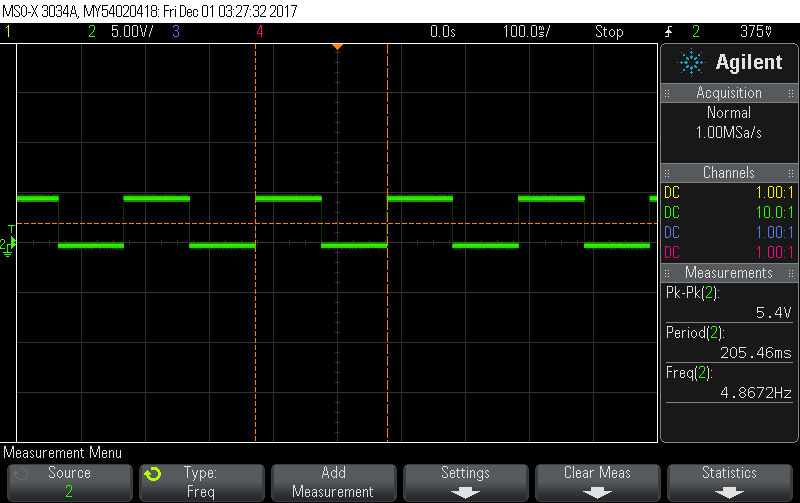 MSO-X 3034A, MY54020418: Fri Dec 01 03:27:32 2017
1 2 5.00V/ 3 4 0.0s 100.0ms/ Stop 2 375mV
Agilent
Acquisition
Normal
1.00MSa/s
Channels
DC 1.00:1
DC 10.0:1
DC 1.00:1
DC 1.00:1
Measurements
Pk-Pk(2):
5.4V
Period(2):
205.46ms
Freq(2):
4.8672Hz
T
2
Measurement Menu
Source
2
Type:
Freq
Add
Measurement
Settings
Clear Meas
Statistics